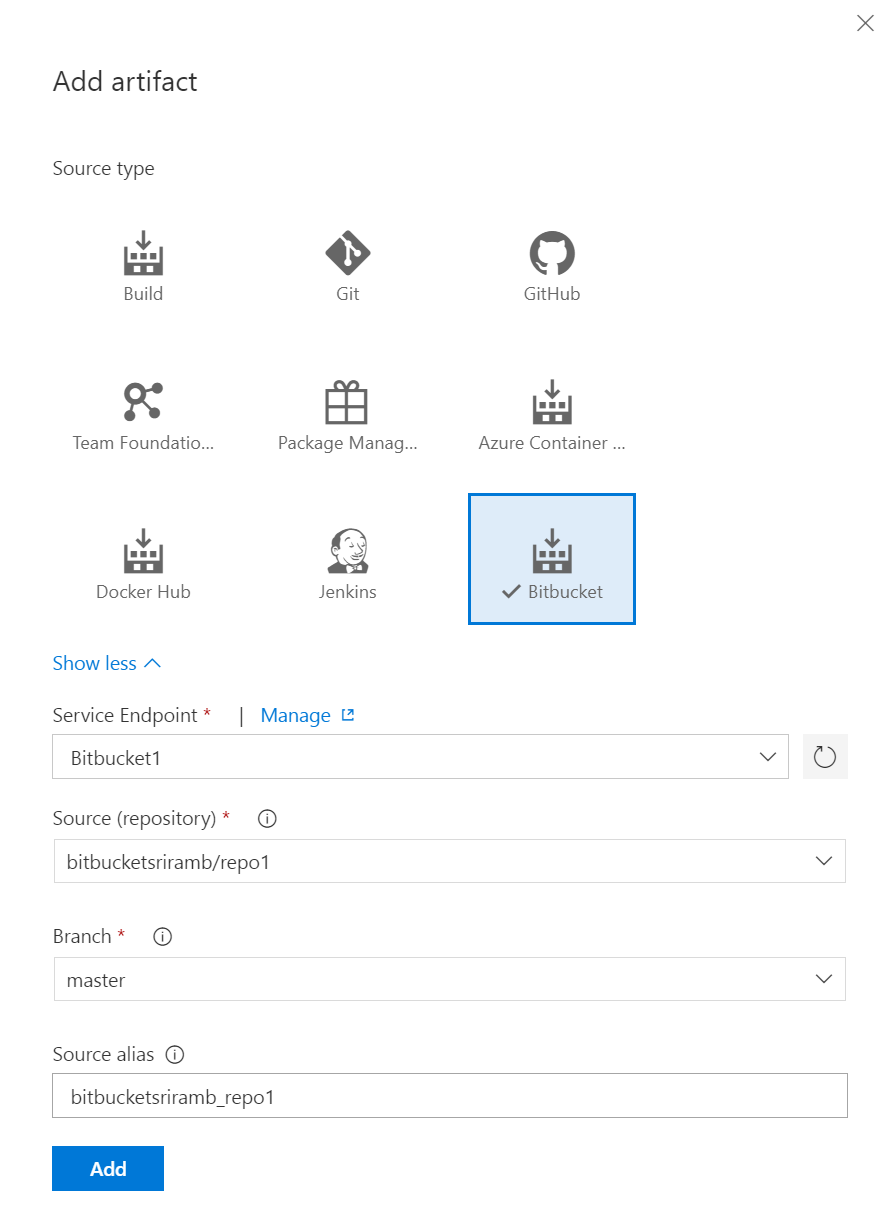 Add artifact
Source type
Build
Git
GitHub
Team Foundatio...
Package Manag...
Azure Container ...
Docker Hub
Jenkins
Bitbucket
Show less
Service Endpoint * | Manage
Bitbucket1
Source (repository) *
bitbucketsriramb/repo1
Branch *
master
Source alias
bitbucketsriramb_repo1
Add